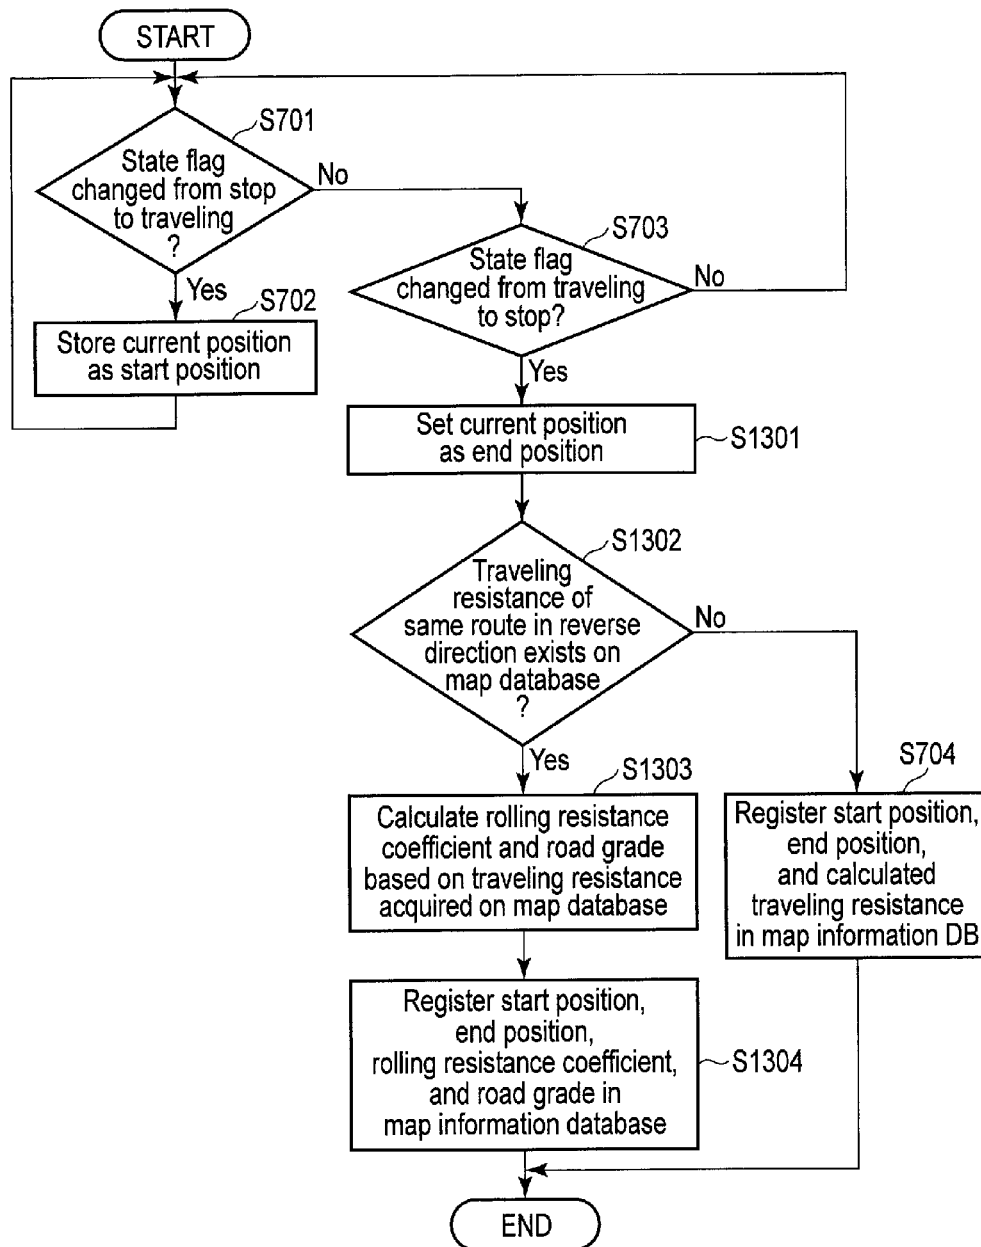 START
S701
State flag
changed from stop
to traveling
?
No
Yes
S702
Store current position
as start position
S703
State flag
changed from traveling
to stop?
No
Yes
Set current position
as end position
S1301
S1302
Traveling
resistance of
same route in reverse
direction exists on
map database
?
No
Yes
S1303
Calculate rolling resistance
coefficient and road grade
based on traveling resistance
acquired on map database
S704
Register start position,
end position,
and calculated
traveling resistance
in map information DB
Register start position,
end position,
rolling resistance coefficient,
and road grade in
map information database
S1304
END